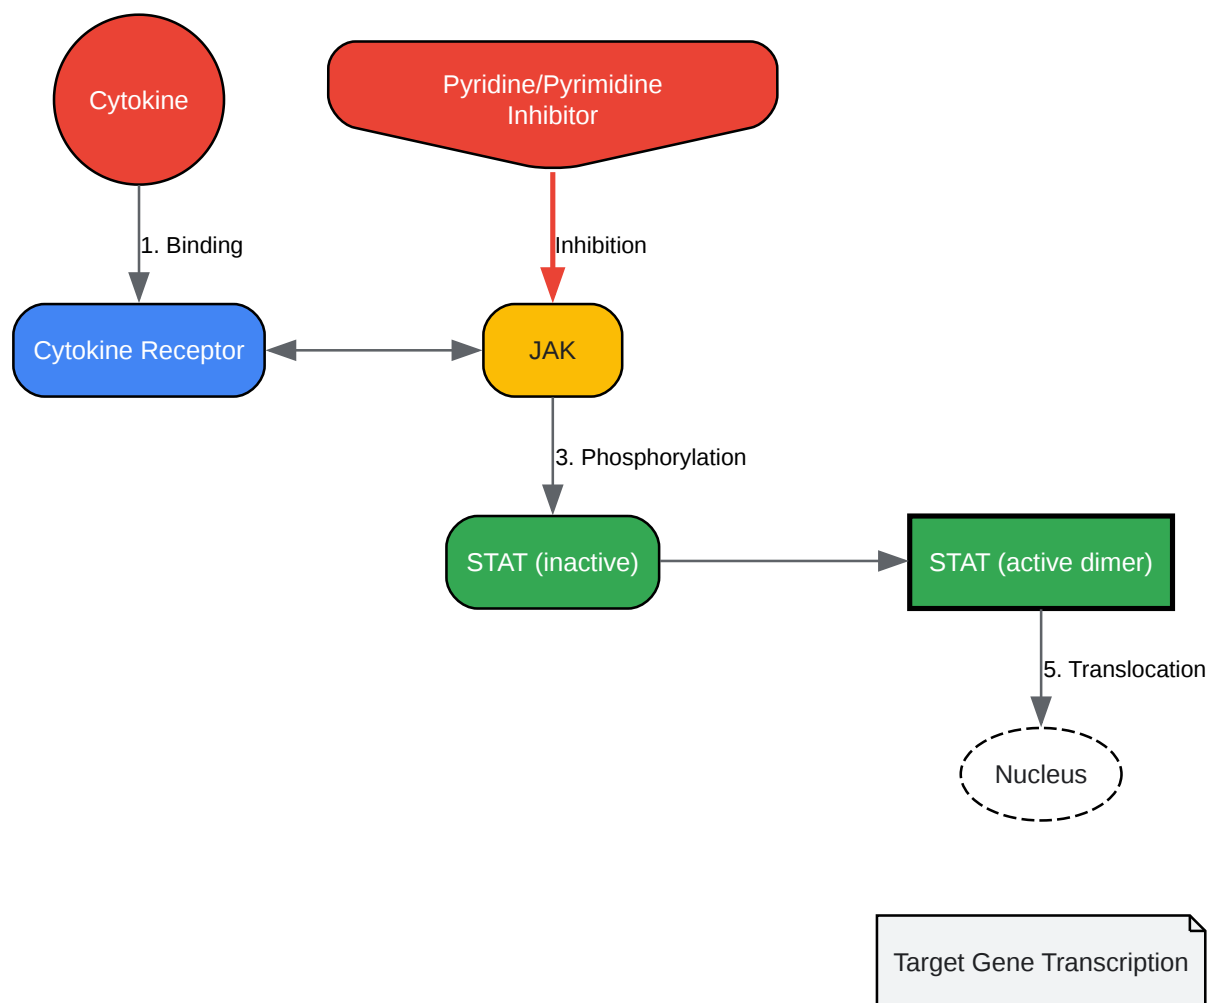 Cytokine
Pyridine/Pyrimidine
Inhibitor
1. Binding
Inhibition
Cytokine Receptor
JAK
3. Phosphorylation
STAT (inactive)
STAT (active dimer)
5. Translocation
Nucleus
Target Gene Transcription